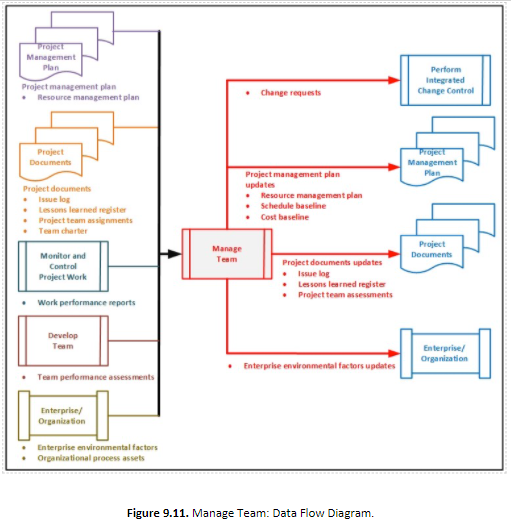 Project
Management
Plan
Project management plan
• Resource management plan
Project
Documents
Project documents
• Issue log
• Lessons learned register
• Project team assignments
• Team charter
Monitor and
Control
Project Work
• Work performance reports
Develop
Team
• Team performance assessments
Enterprise/
Organization
• Enterprise environmental factors
• Organizational process assets
Manage
Team
• Change requests
Perform
Integrated
Change Control
Project management plan
updates
• Resource management plan
• Schedule baseline
• Cost baseline
Project
Management
Plan
Project documents updates
• Issue log
• Lessons learned register
• Project team assessments
Project
Documents
• Enterprise environmental factors updates
Enterprise/
Organization
Figure 9.11. Manage Team: Data Flow Diagram.